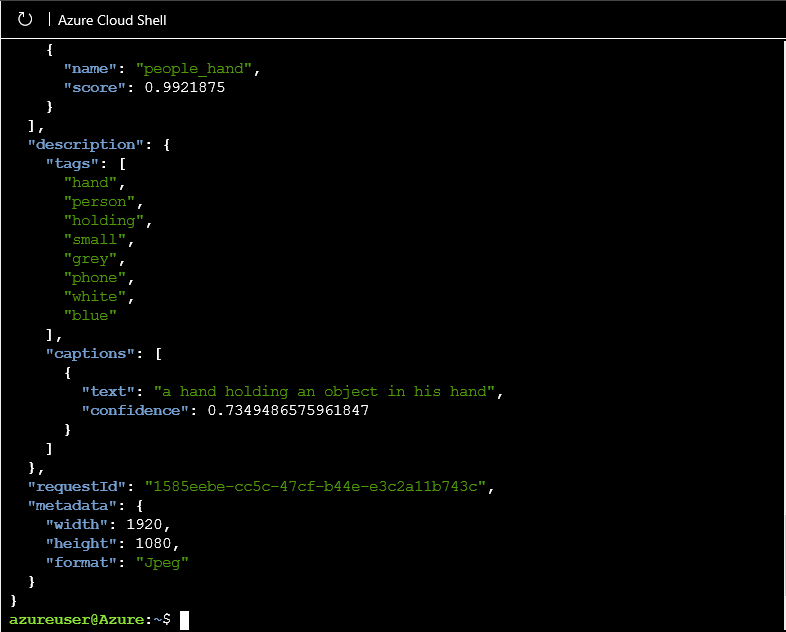 Azure Cloud Shell
{
"name": "people_hand",
"score": 0.9921875
}
],
"description": {
"tags": [
"hand",
"person",
"holding",
"small",
"grey",
"phone",
"white",
"blue"
],
"captions": [
{
"text": "a hand holding an object in his hand",
"confidence": 0.7349486575961847
}
]
},
"requestId": "1585eebe-cc5c-47cf-b44e-e3c2a11b743c",
"metadata": {
"width": 1920,
"height": 1080,
"format": "Jpeg"
}
}
azureuser@Azure:~$